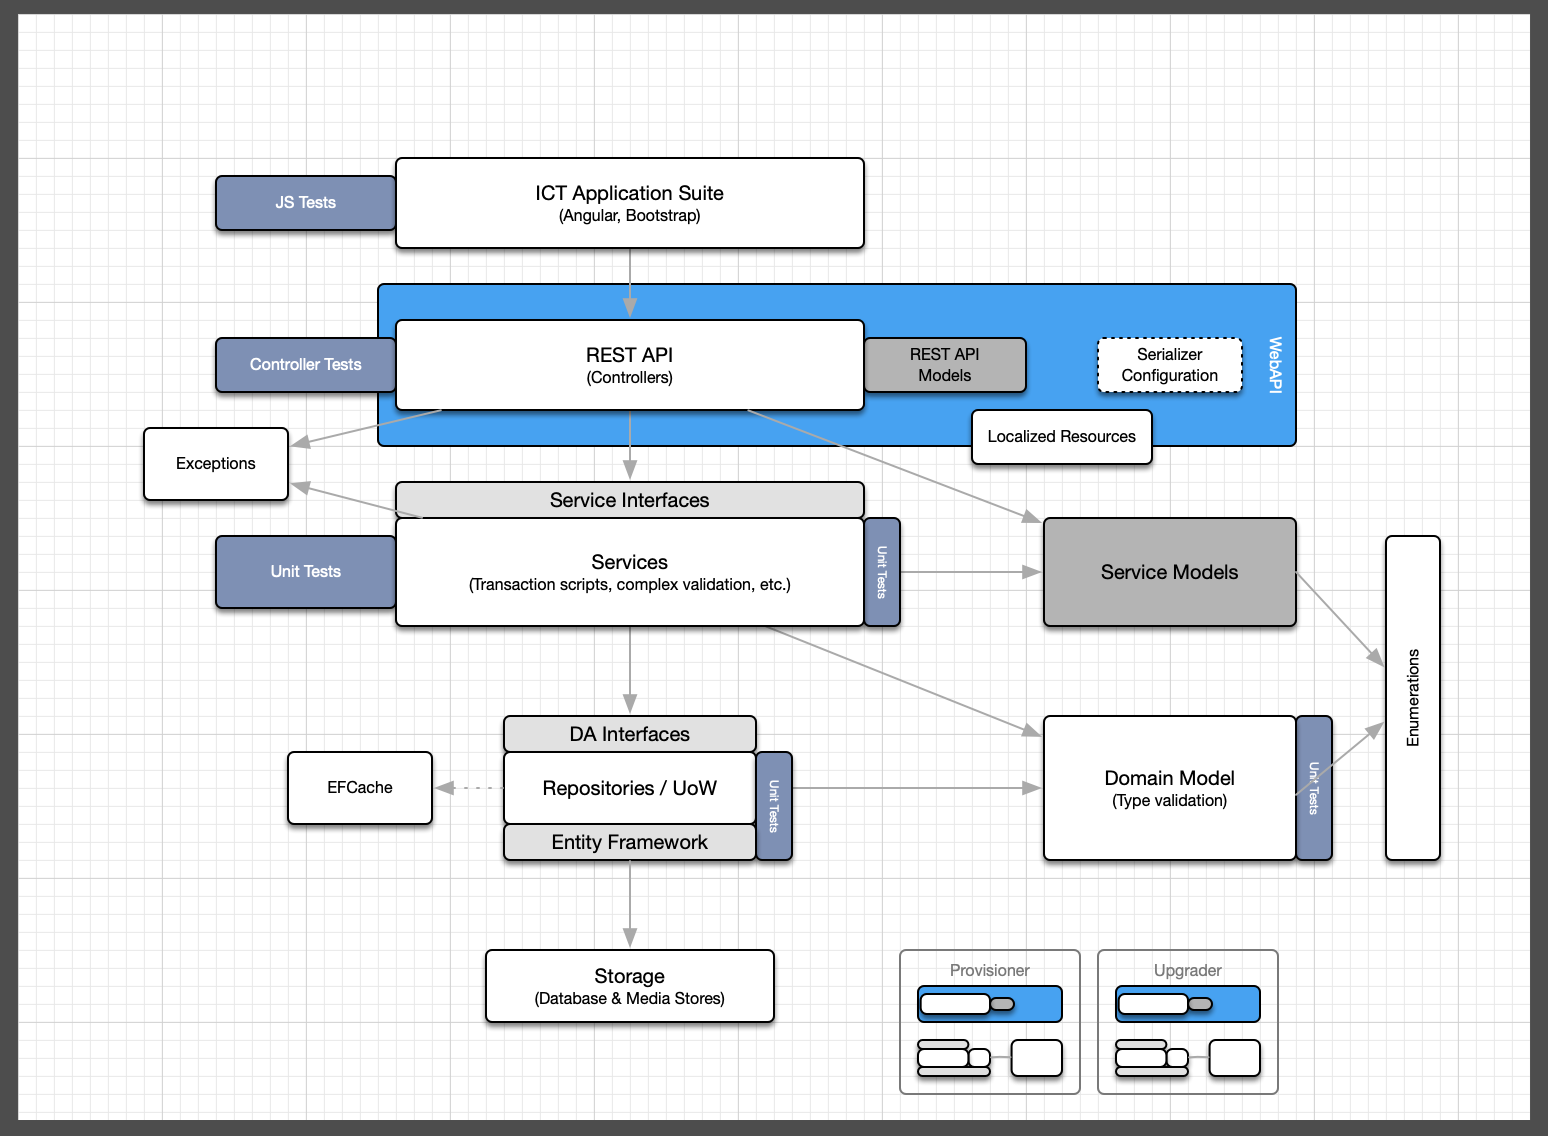 ICT Application Suite
(Angular, Bootstrap)
JS Tests
REST API
(Controllers)
Controller Tests
REST API
Models
Serializer
Configuration
WebAPI
Localized Resources
Exceptions
Service Interfaces
Services
(Transaction scripts, complex validation, etc.)
Unit Tests
Unit Tests
Service Models
Enumerations
DA Interfaces
Repositories / UoW
Entity Framework
Unit Tests
EFCache
Domain Model
(Type validation)
Unit Tests
Storage
(Database & Media Stores)
Provisioner
Upgrader